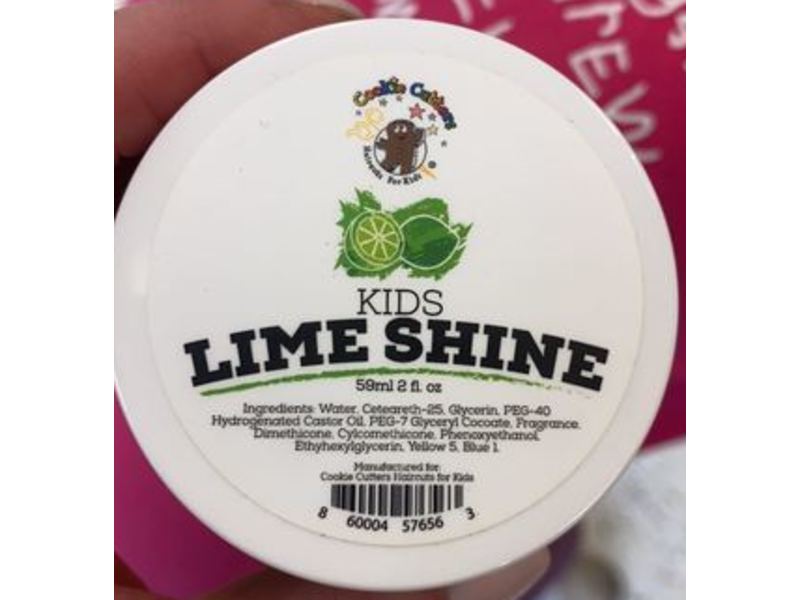 Cookie Cutters
Haircuts For Kids
®
KIDS
LIME SHINE
59ml 2 fl. oz
Ingredients: Water, Ceteareth-25, Glycerin, PEG-40
Hydrogenated Castor Oil, PEG-7 Glyceryl Cocoate, Fragrance,
Dimethicone, Cylcomethicone, Phenoxyethanol,
Ethyhexylglycerin, Yellow 5, Blue 1.
Manufactured for:
Cookie Cutters Haircuts for Kids
8 60004 57656 3